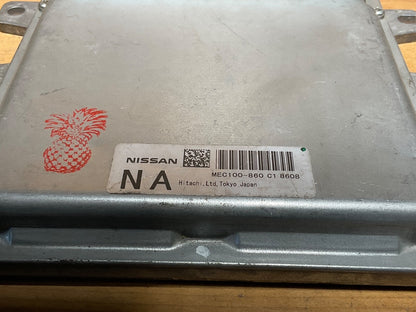 NISSAN
MEC100-860 C1 8608
NA
Hitachi,Ltd.Tokyo Japan